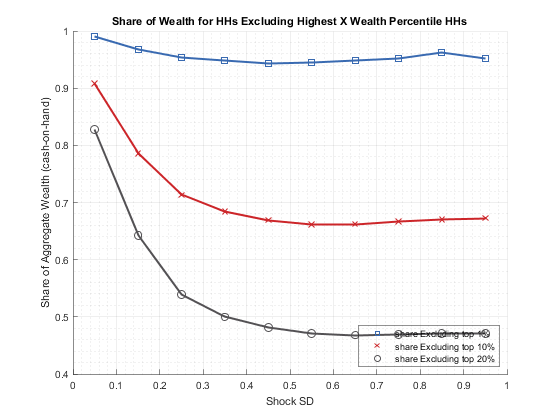 Share of Wealth for HHs Excluding Highest X Wealth Percentile HHs
Share of Aggregate Wealth (cash-on-hand)
1
0.9
0.8
0.7
0.6
0.5
0.4
share Excluding top
share Excluding top 10%
share Excluding top 20%
0 0.1 0.2 0.3 0.4 0.5 0.6 0.7 0.8 0.9 1
Shock SD